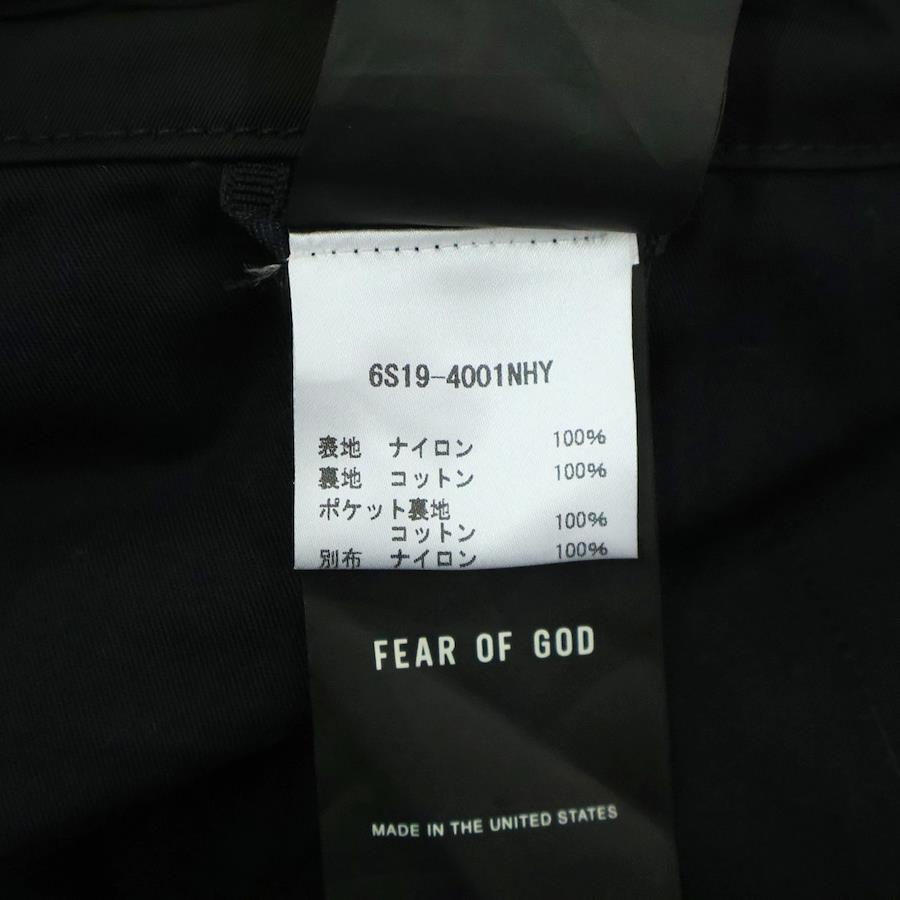 6S19-4001NHY
表地 ナイロン 100%
裏地 コットン 100%
ポケット裏地
コットン 100%
別布 ナイロン 100%
FEAR OF GOD
MADE IN THE UNITED STATES